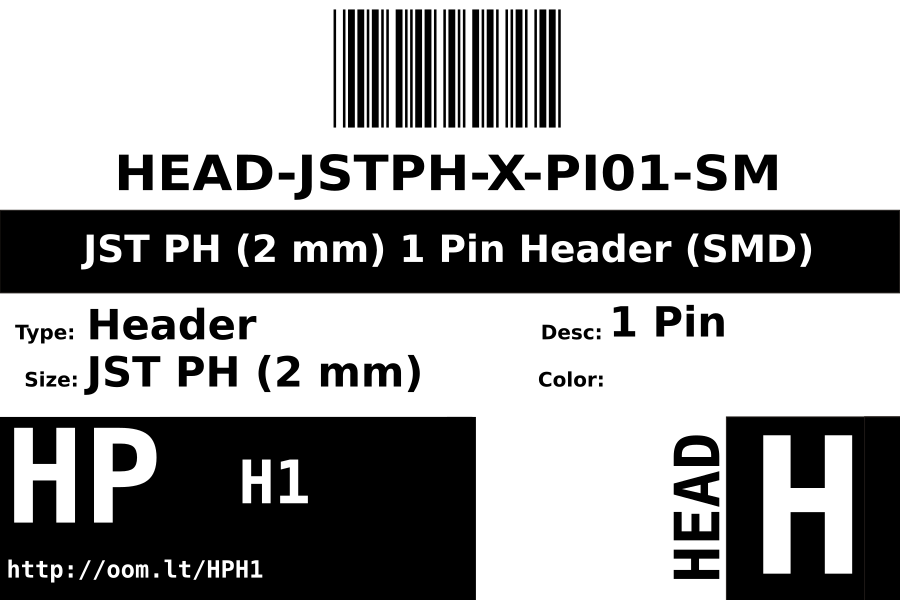 HEAD-JSTPH-X-PI01-SM
JST PH (2 mm) 1 Pin Header (SMD)
Type: Header
Desc: 1 Pin
Size: JST PH (2 mm)
Color:
HP
H1
http://oom.lt/HPH1
HEAD
H